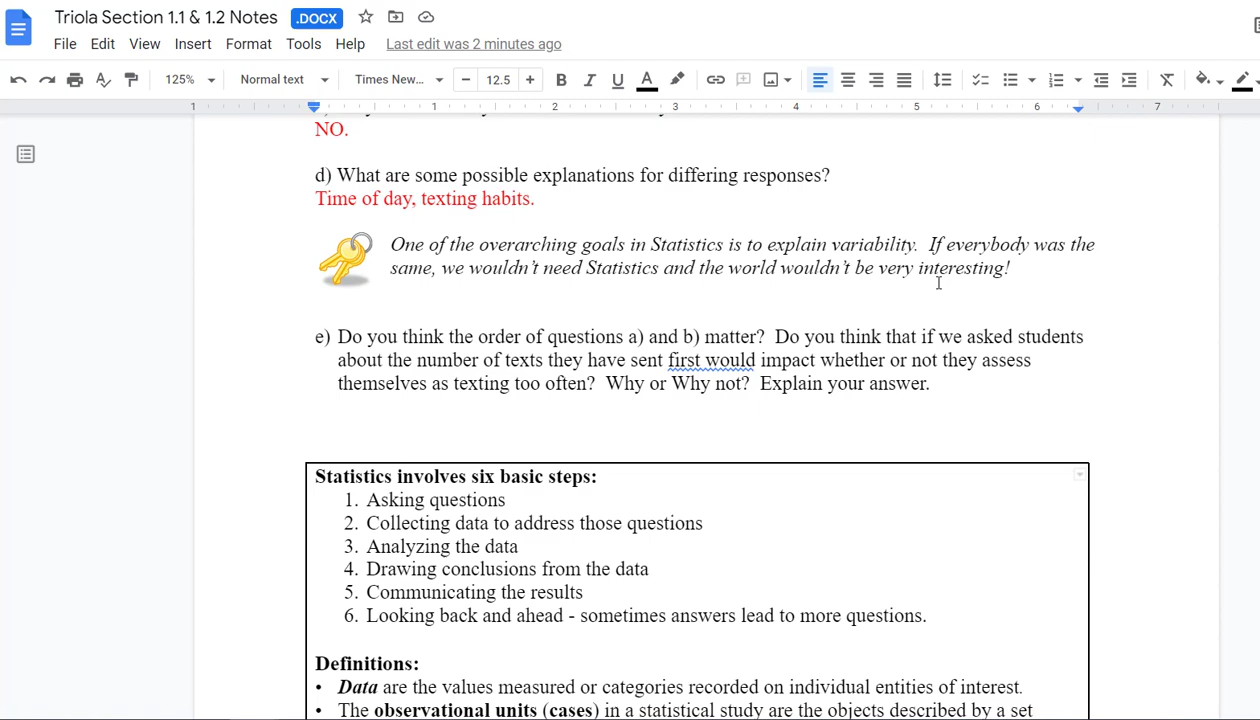 Triola Section 1.1 & 1.2 Notes .DOCX
File Edit View Insert Format Tools Help Last edit was 2 minutes ago
125% Normal text Times New... 12.5 B I U A
1 1 2 3 4 5 6 7
NO.
d) What are some possible explanations for differing responses?
Time of day, texting habits.
One of the overarching goals in Statistics is to explain variability. If everybody was the
same, we wouldn't need Statistics and the world wouldn't be very interesting!
e) Do you think the order of questions a) and b) matter? Do you think that if we asked students
about the number of texts they have sent first would impact whether or not they assess
themselves as texting too often? Why or Why not? Explain your answer.
Statistics involves six basic steps:
1. Asking questions
2. Collecting data to address those questions
3. Analyzing the data
4. Drawing conclusions from the data
5. Communicating the results
6. Looking back and ahead - sometimes answers lead to more questions.
Definitions:
• Data are the values measured or categories recorded on individual entities of interest.
• The observational units (cases) in a statistical study are the objects described by a set